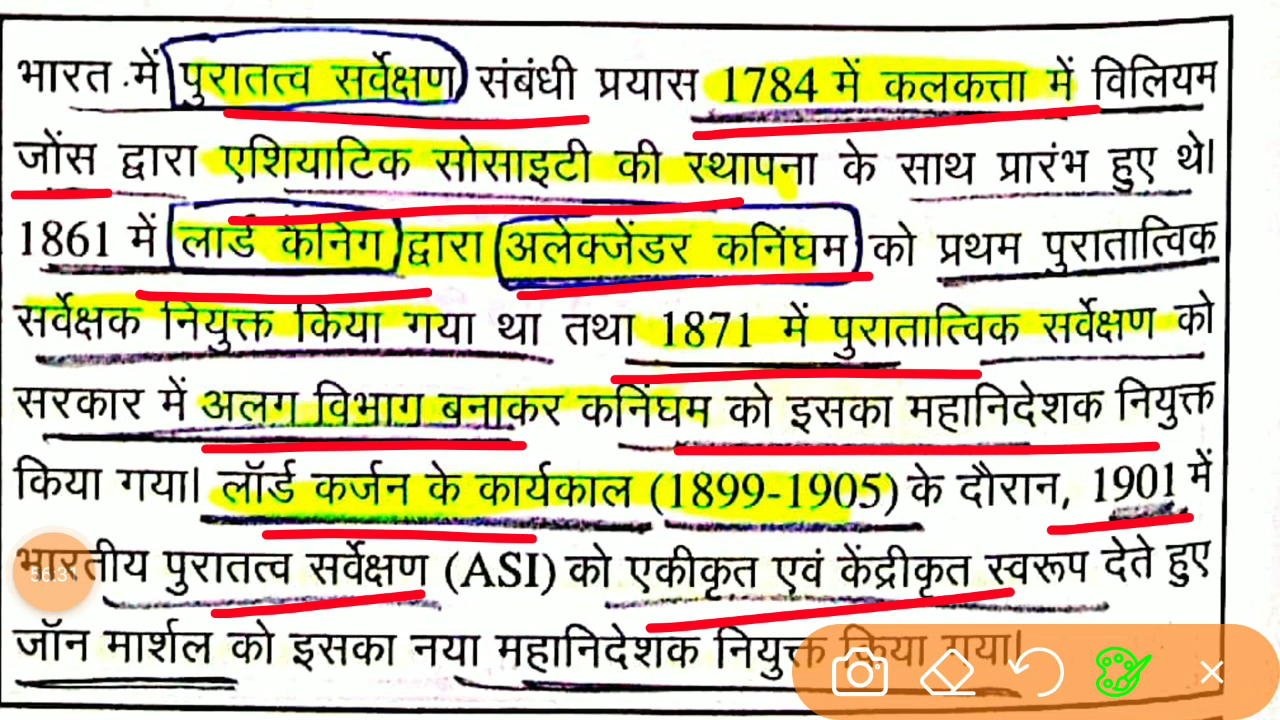 भारत में पुरातत्व सर्वेक्षण संबंधी प्रयास 1784 में कलकत्ता में विलियम
जोंस द्वारा एशियाटिक सोसाइटी की स्थापना के साथ प्रारंभ हुए थे।
1861 में लार्ड कैनिंग द्वारा अलेक्जेंडर कनिंघम को प्रथम पुरातात्विक
सर्वेक्षक नियुक्त किया गया था तथा 1871 में पुरातात्विक सर्वेक्षण को
सरकार में अलग विभाग बनाकर कनिंघम को इसका महानिदेशक नियुक्त
किया गया। लॉर्ड कर्जन के कार्यकाल (1899-1905) के दौरान, 1901 में
भारतीय पुरातत्व सर्वेक्षण (ASI) को एकीकृत एवं केंद्रीकृत स्वरूप देते हुए
56:31
जॉन मार्शल को इसका नया महानिदेशक नियुक्त किया गया।